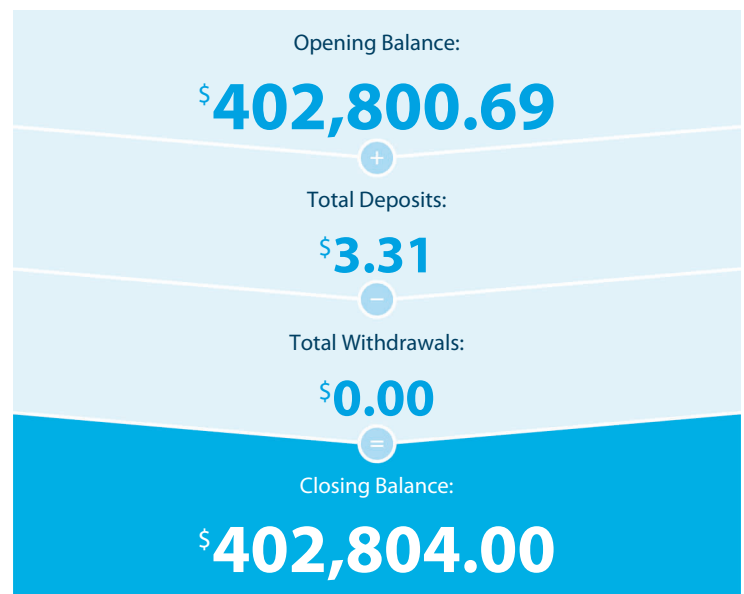 Opening Balance:
$402,800.69
+
Total Deposits:
$3.31
−
Total Withdrawals:
$0.00
=
Closing Balance:
$402,804.00